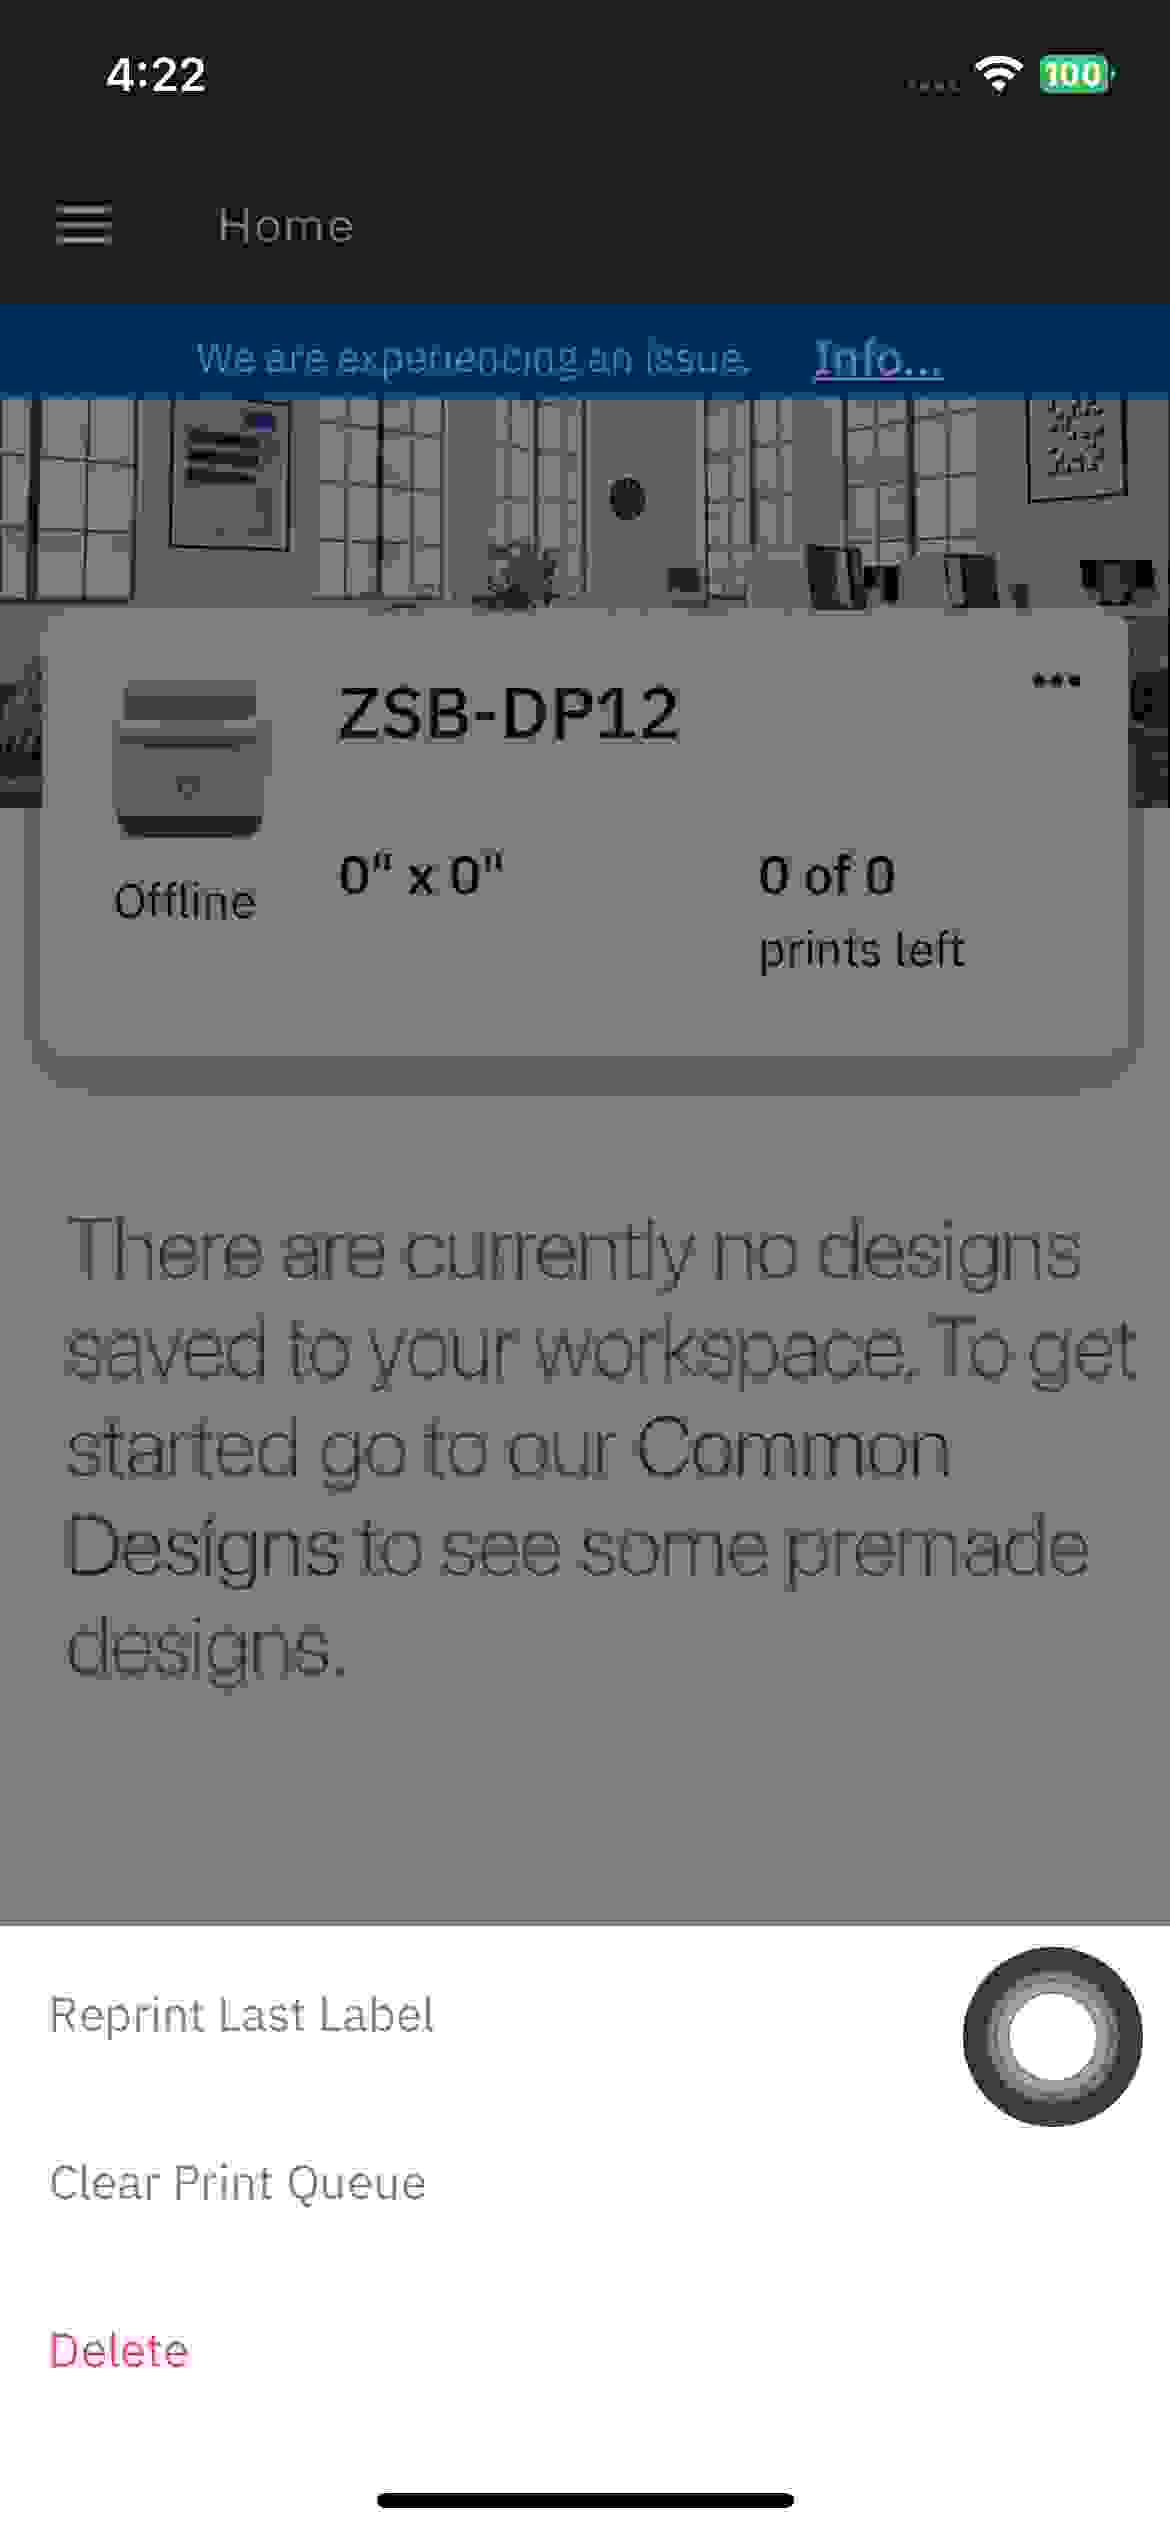 4:22
100
Home
We are experiencing an issue. Info...
ZSB-DP12
0" x 0"
0 of 0
Offline
prints left
There are currently no designs
saved to your workspace. To get
started go to our Common
Designs to see some premade
designs.
Reprint Last Label
Clear Print Queue
Delete